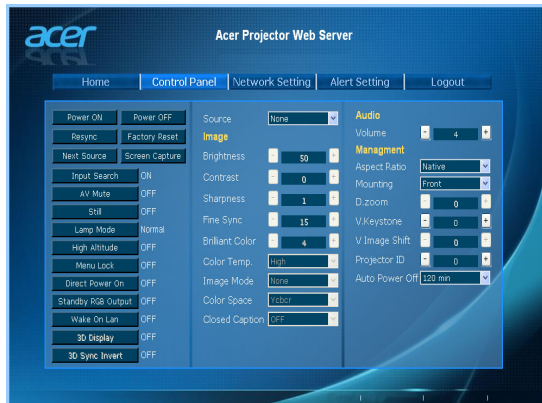 acer
Acer Projector Web Server
Home Control Panel Network Setting Alert Setting Logout
Power ON Power OFF
Resync Factory Reset
Next Source Screen Capture
Input Search ON
AV Mute OFF
Still OFF
Lamp Mode Normal
High Altitude OFF
Menu Lock OFF
Direct Power On OFF
Standby RGB Output OFF
Wake On Lan OFF
3D Display OFF
3D Sync Invert OFF
Source None
Image
Brightness - 50 +
Contrast - 0 +
Sharpness - 1 +
Fine Sync - 15 +
Brilliant Color - 4 +
Color Temp. High
Image Mode None
Color Space Ycbcr
Closed Caption OFF
Audio
Volume - 4 +
Managment
Aspect Ratio Native
Mounting Front
D.zoom - 0 +
V.Keystone - 0 +
V Image Shift - 0 +
Projector ID - 0 +
Auto Power Off 120 min